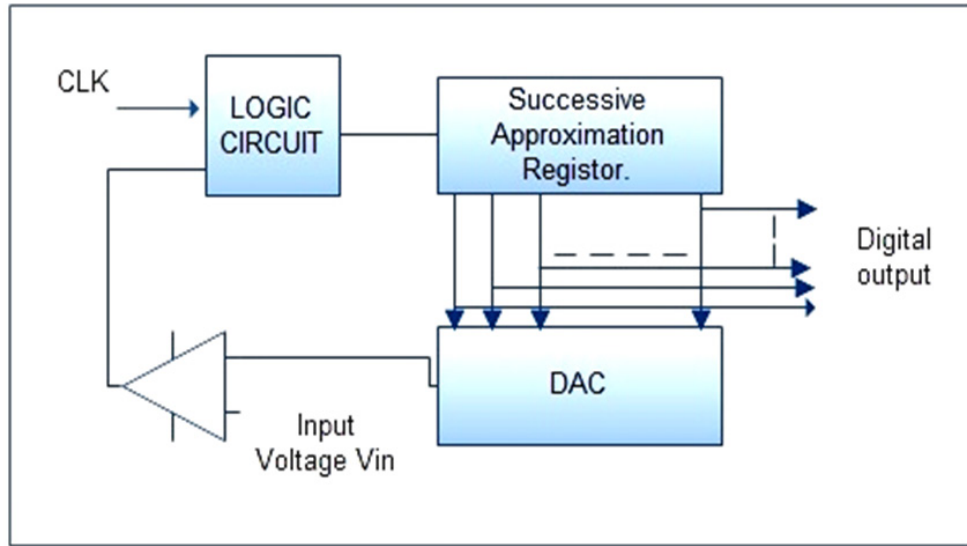 CLK
LOGIC
CIRCUIT
Successive
Approximation
Registor.
Digital
output
DAC
Input
Voltage Vin